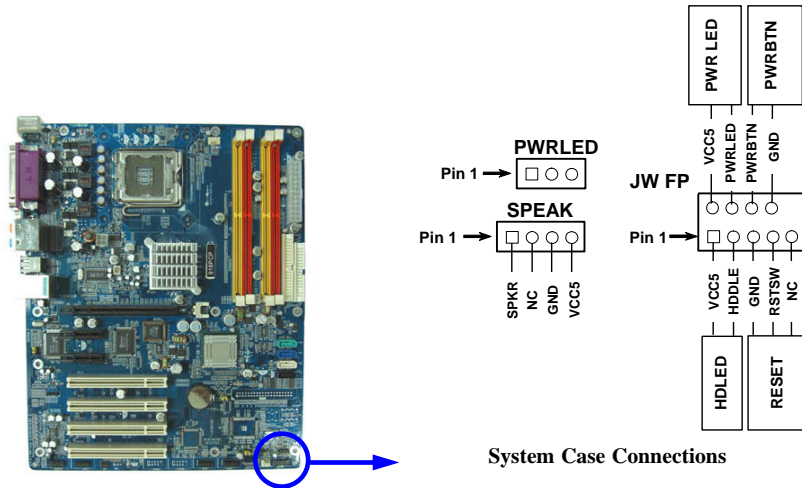 PWR LED
PWRBTN
VCC5
PWRLED
PWRBTN
GND
PWRLED
Pin 1
JW FP
SPEAK
Pin 1
Pin 1
SPKR
NC
GND
VCC5
VCC5
HDDLE
GND
RSTSW
NC
HDLED
RESET
System Case Connections